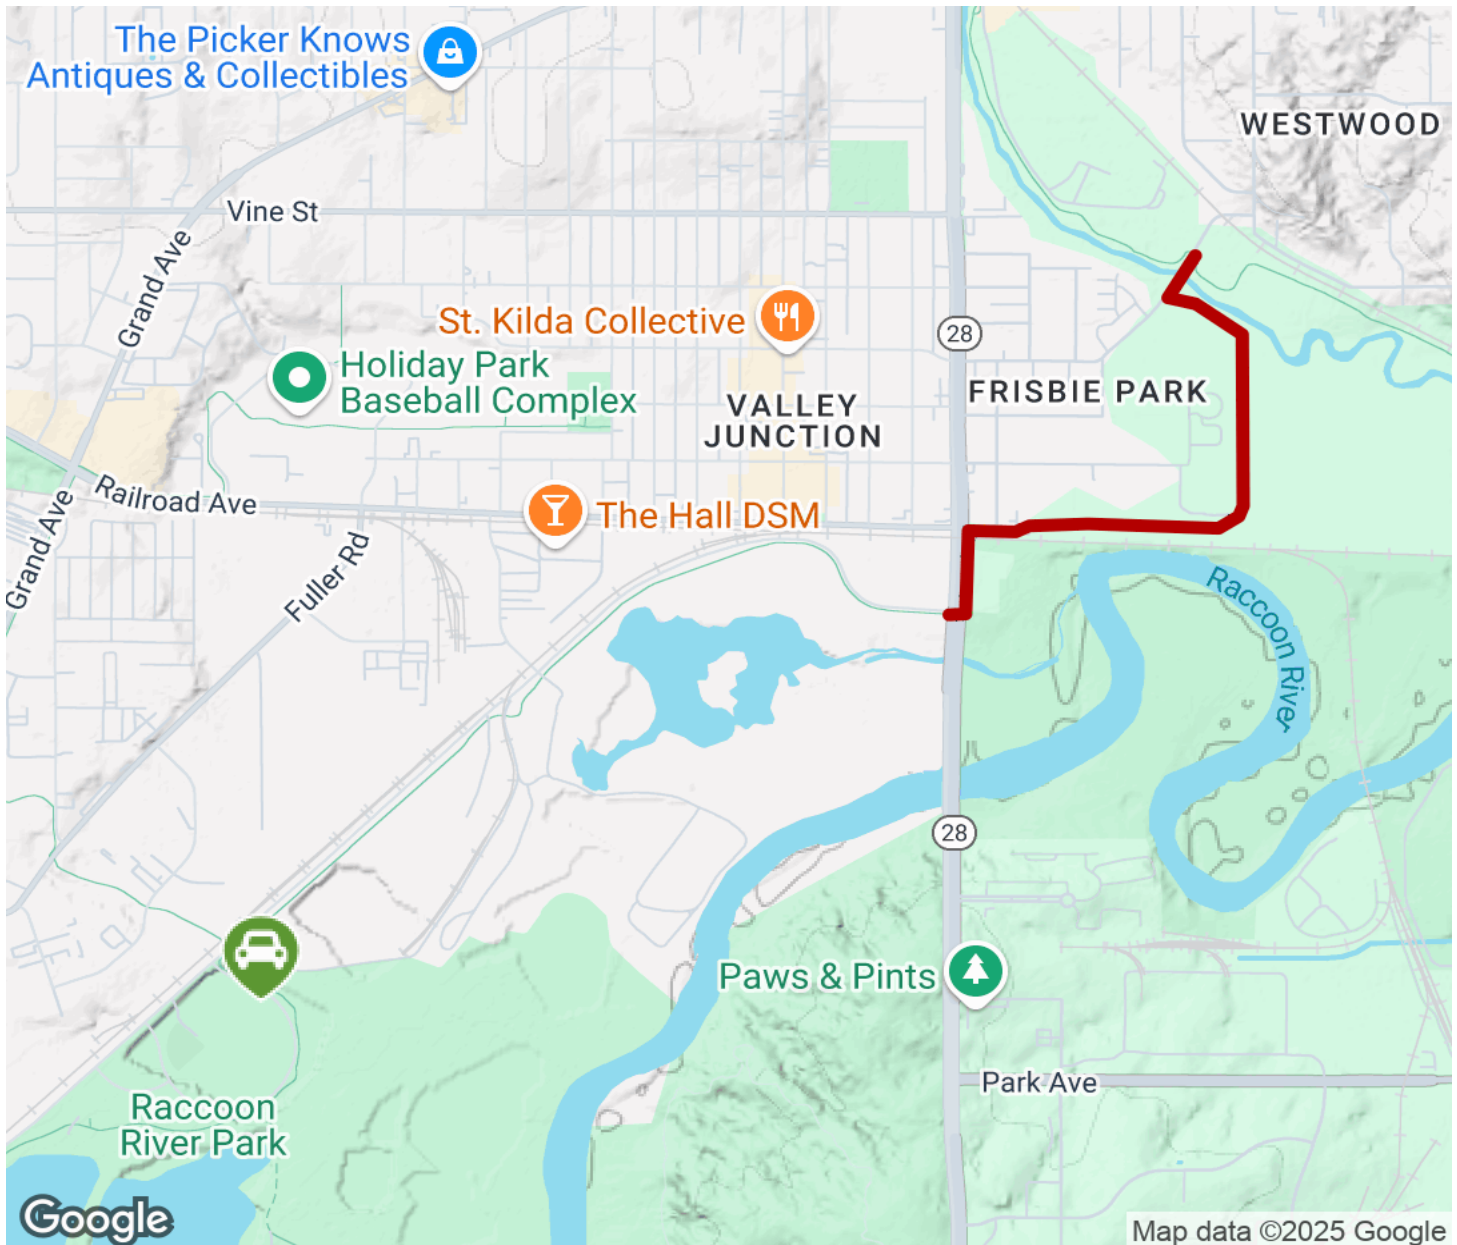 The Picker Knows
Antiques & Collectibles
WESTWOOD
Vine St
Grand Ave
St. Kilda Collective
28
Holiday Park
Baseball Complex
FRISBIE PARK
VALLEY
JUNCTION
Railroad Ave
The Hall DSM
Grand Ave
Fuller Rd
Raccoon River
28
Paws & Pints
Park Ave
Raccoon
River Park
Google
Map data ©2025 Google